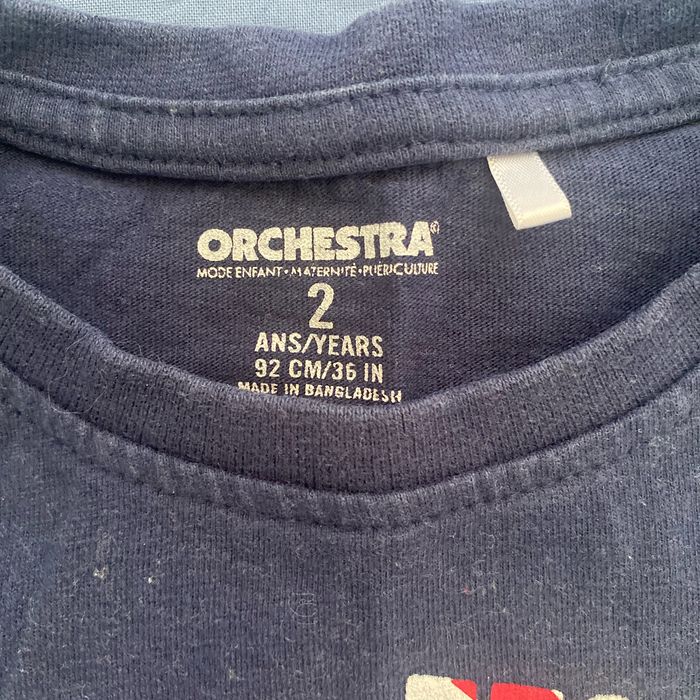 ORCHESTRA®
MODE ENFANT • MATERNITÉ • PUÉRICULTURE
2
ANS/YEARS
92 CM/36 IN
MADE IN BANGLADESH